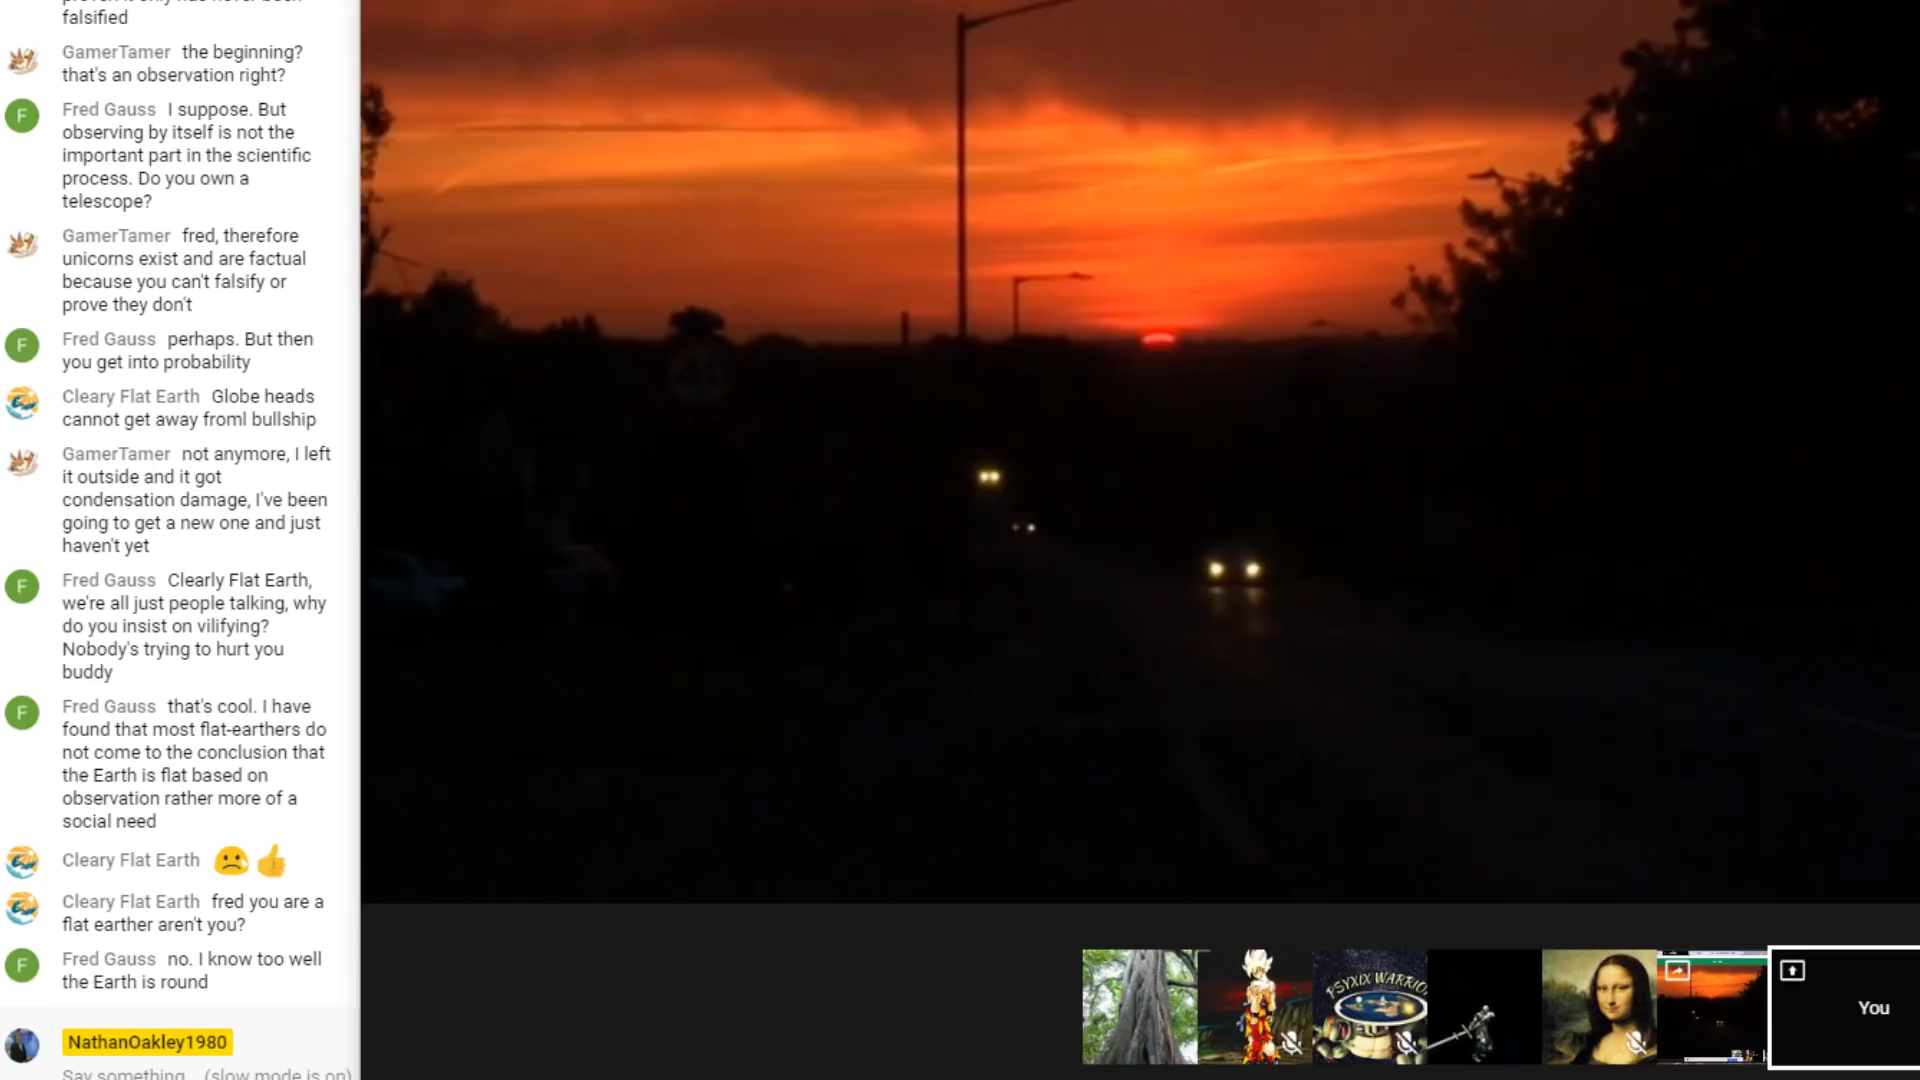 falsified
GamerTamer the beginning?
that's an observation right?
F
Fred Gauss I suppose. But
observing by itself is not the
important part in the scientific
process. Do you own a
telescope?
GamerTamer fred, therefore
unicorns exist and are factual
because you can't falsify or
prove they don't
F
Fred Gauss perhaps. But then
you get into probability
Cleary Flat Earth Globe heads
cannot get away froml bullship
GamerTamer not anymore, I left
it outside and it got
condensation damage, I've been
going to get a new one and just
haven't yet
F
Fred Gauss Clearly Flat Earth,
we're all just people talking, why
do you insist on vilifying?
Nobody's trying to hurt you
buddy
F
Fred Gauss that's cool. I have
found that most flat-earthers do
not come to the conclusion that
the Earth is flat based on
observation rather more of a
social need
Cleary Flat Earth
Cleary Flat Earth fred you are a
flat earther aren't you?
F
Fred Gauss no. I know too well
the Earth is round
NathanOakley1980
Say something... (slow mode is on)
PSYXIX WARRIO
You